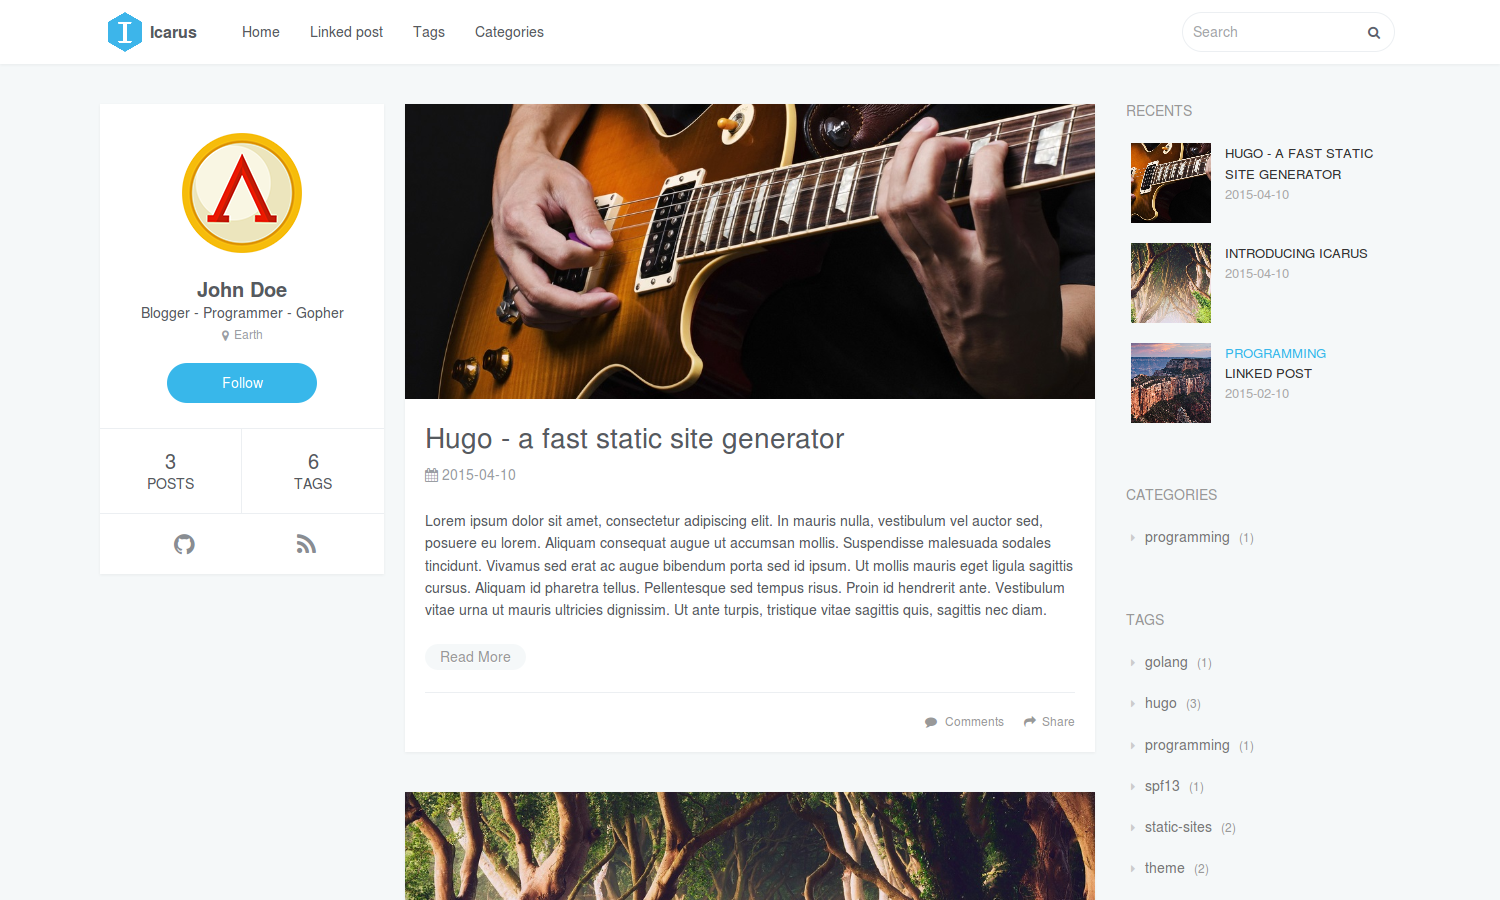 Icarus
Home
Linked post
Tags
Categories
Search
John Doe
Blogger - Programmer - Gopher
Earth
Follow
3
POSTS
6
TAGS
Hugo - a fast static site generator
2015-04-10
Lorem ipsum dolor sit amet, consectetur adipiscing elit. In mauris nulla, vestibulum vel auctor sed,
posuere eu lorem. Aliquam consequat augue ut accumsan mollis. Suspendisse malesuada sodales
tincidunt. Vivamus sed erat ac augue bibendum porta sed id ipsum. Ut mollis mauris eget ligula sagittis
cursus. Aliquam id pharetra tellus. Pellentesque sed tempus risus. Proin id hendrerit ante. Vestibulum
vitae urna ut mauris ultricies dignissim. Ut ante turpis, tristique vitae sagittis quis, sagittis nec diam.
Read More
Comments
Share
RECENTS
HUGO - A FAST STATIC
SITE GENERATOR
2015-04-10
INTRODUCING ICARUS
2015-04-10
PROGRAMMING
LINKED POST
2015-02-10
CATEGORIES
programming (1)
TAGS
golang (1)
hugo (3)
programming (1)
spf13 (1)
static-sites (2)
theme (2)